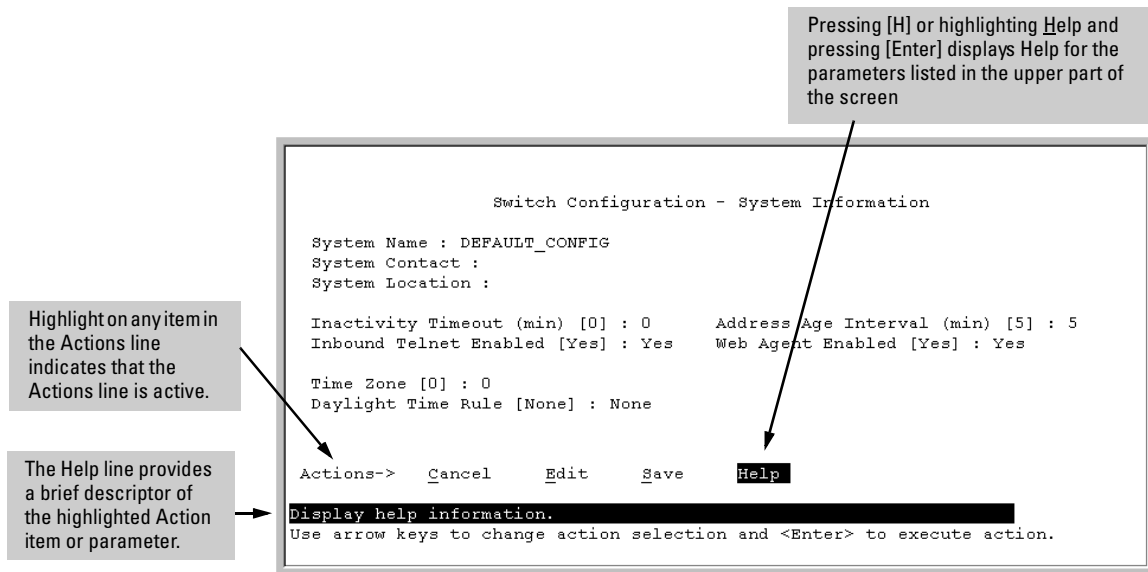 Pressing [H] or highlighting Help and
pressing [Enter] displays Help for the
parameters listed in the upper part of
the screen
Switch Configuration - System Information
System Name : DEFAULT_CONFIG
System Contact :
System Location :
Inactivity Timeout (min) [0] : 0 Address Age Interval (min) [5] : 5
Inbound Telnet Enabled [Yes] : Yes Web Agent Enabled [Yes] : Yes
Time Zone [0] : 0
Daylight Time Rule [None] : None
Highlight on any item in
the Actions line
indicates that the
Actions line is active.
Actions-> Cancel Edit Save Help
The Help line provides
a brief descriptor of
the highlighted Action
item or parameter.
Display help information.
Use arrow keys to change action selection and <Enter> to execute action.